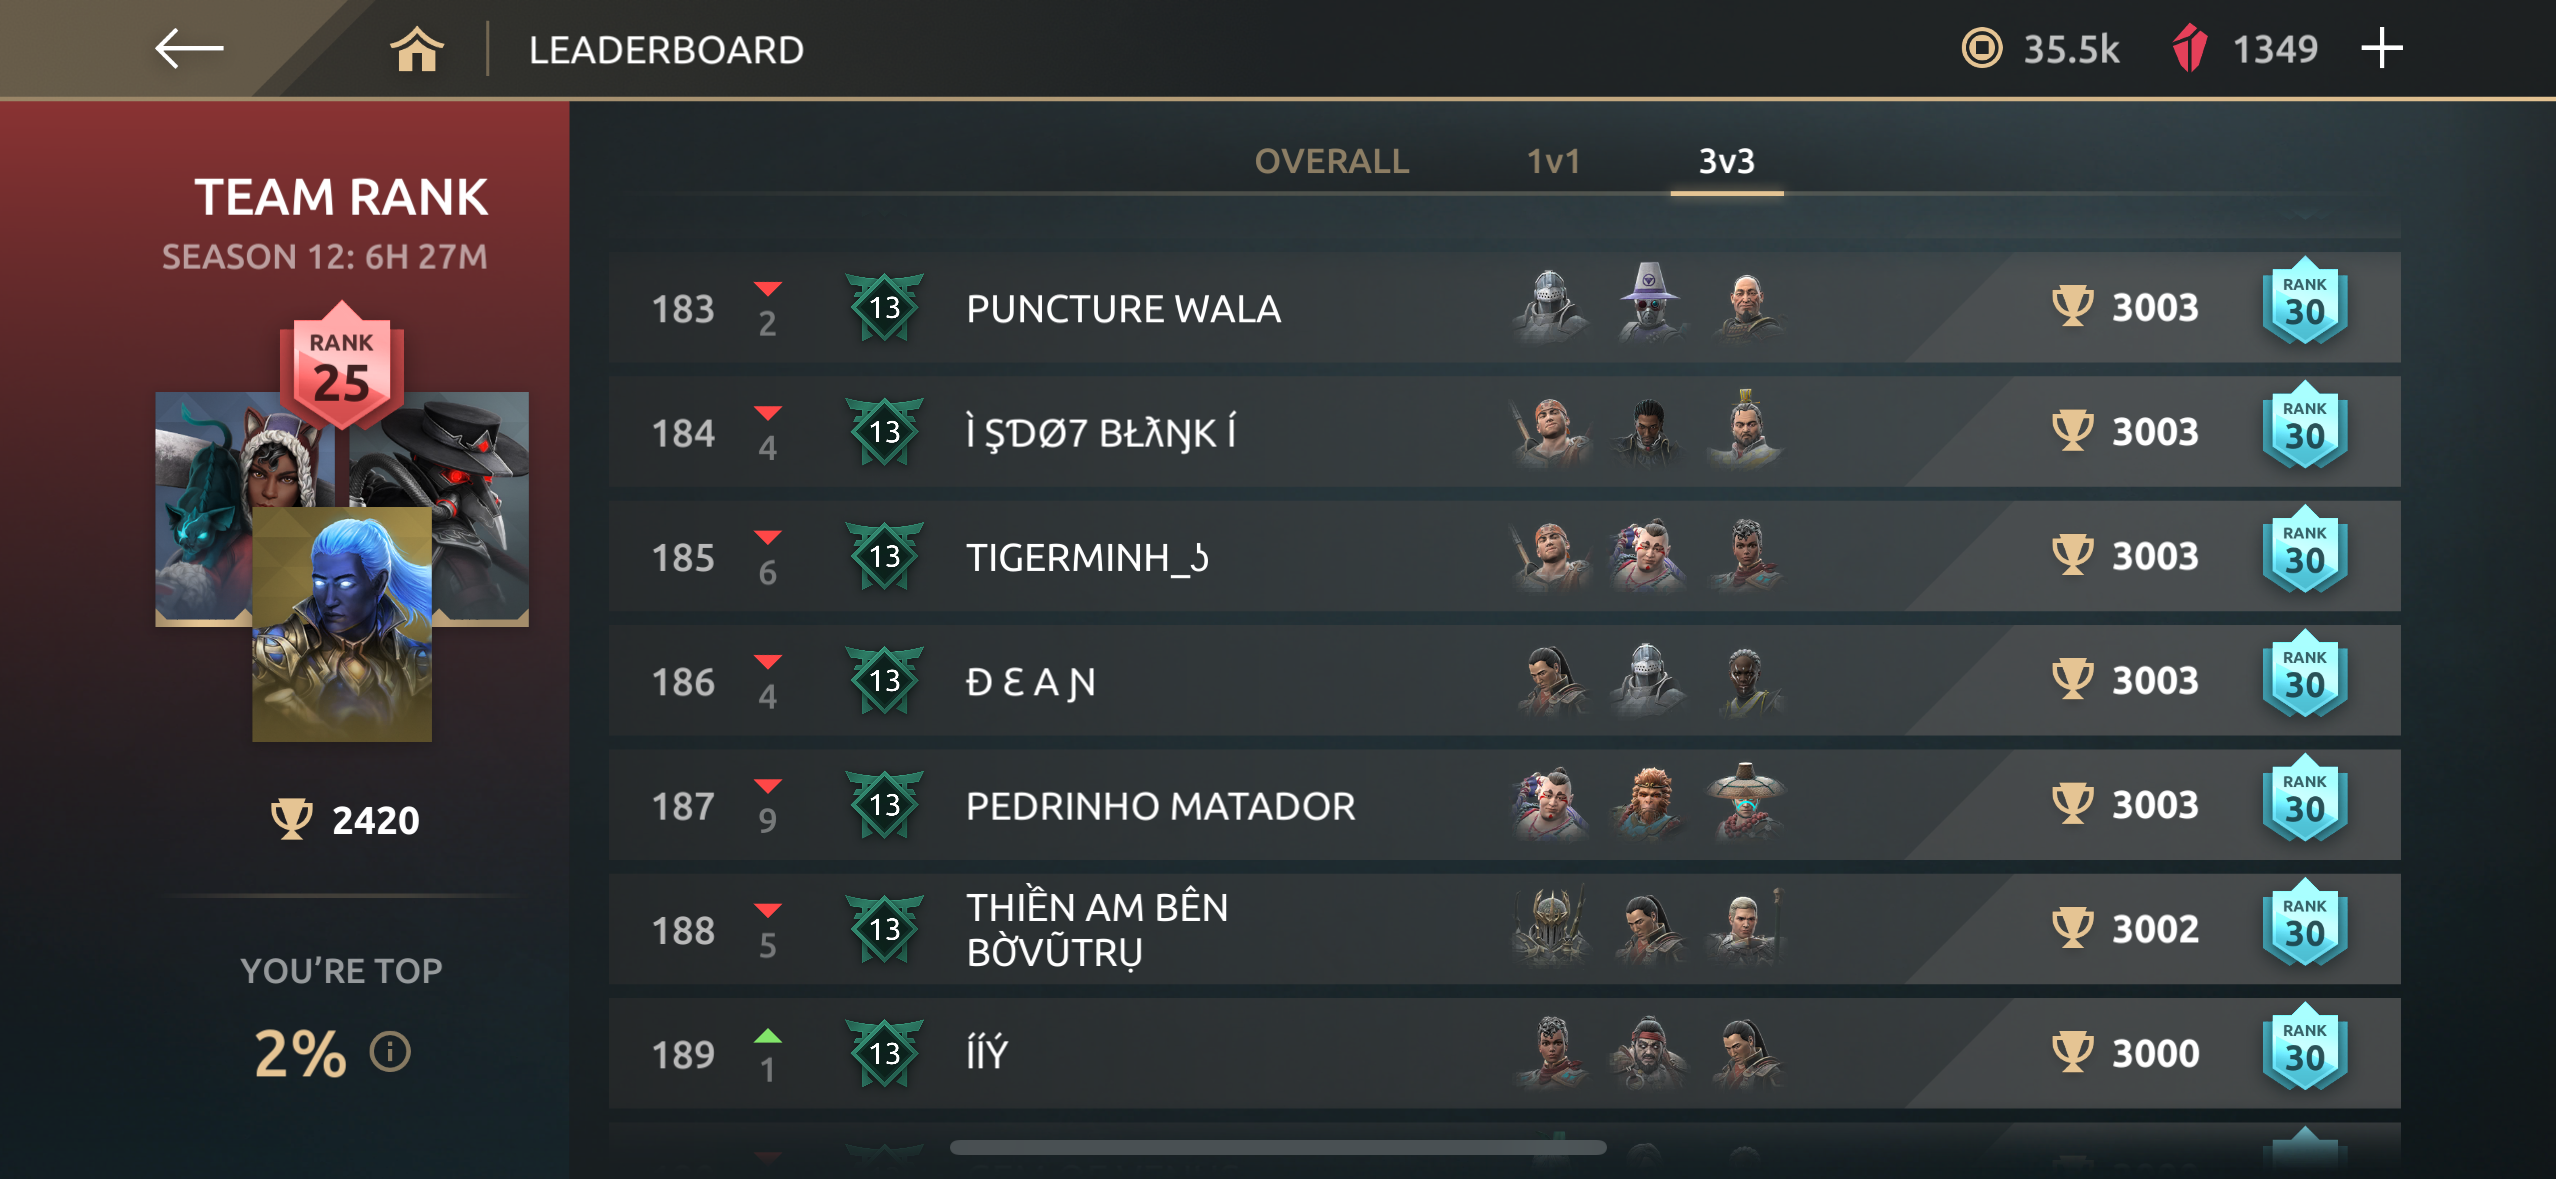 LEADERBOARD
35.5k
1349
TEAM RANK
SEASON 12: 6H 27M
RANK
25
2420
YOU'RE TOP
2%
OVERALL
1v1
3v3
183 2 13 PUNCTURE WALA 3003 RANK 30
184 4 13 Ì ŞƊØ7 BŁƛŊK Í 3003 RANK 30
185 6 13 TIGERMINH_ 3003 RANK 30
186 4 13 Đ Ɛ A Ɲ 3003 RANK 30
187 9 13 PEDRINHO MATADOR 3003 RANK 30
188 5 13 THIỀN AM BÊN
BỜVŨTRỤ 3002 RANK 30
189 1 13 ÍÍÝ 3000 RANK 30